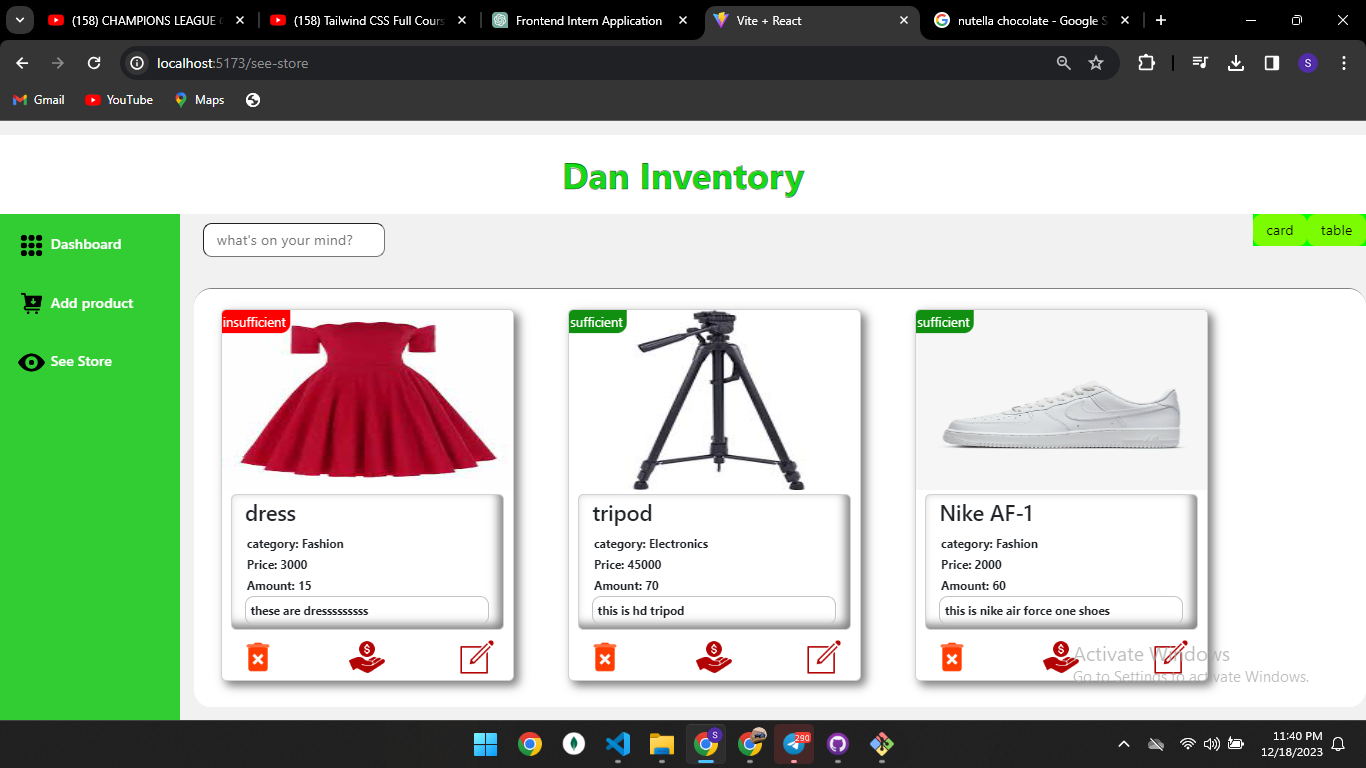 (158) CHAMPIONS LEAGUE
(158) Tailwind CSS Full Cours
Frontend Intern Application
Vite + React
nutella chocolate - Google S
localhost:5173/see-store
S
Gmail
YouTube
Maps
Dan Inventory
Dashboard
Add product
See Store
what's on your mind?
card
table
insufficient
dress
category: Fashion
Price: 3000
Amount: 15
these are dresssssssss
sufficient
tripod
category: Electronics
Price: 45000
Amount: 70
this is hd tripod
sufficient
Nike AF-1
category: Fashion
Price: 2000
Amount: 60
this is nike air force one shoes
Activate Windows
Go to Settings to activate Windows.
S
290
11:40 PM
12/18/2023